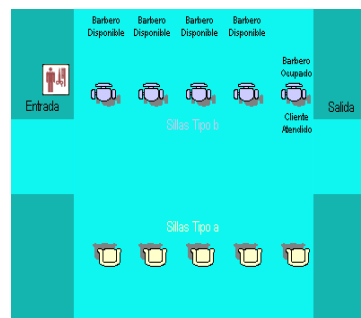 Barbero Barbero Barbero Barbero
Disponible Disponible Disponible Disponible
Barbero
Ocupado
Entrada
Salida
Sillas Tipo b
Cliente
Atendido
Sillas Tipo a